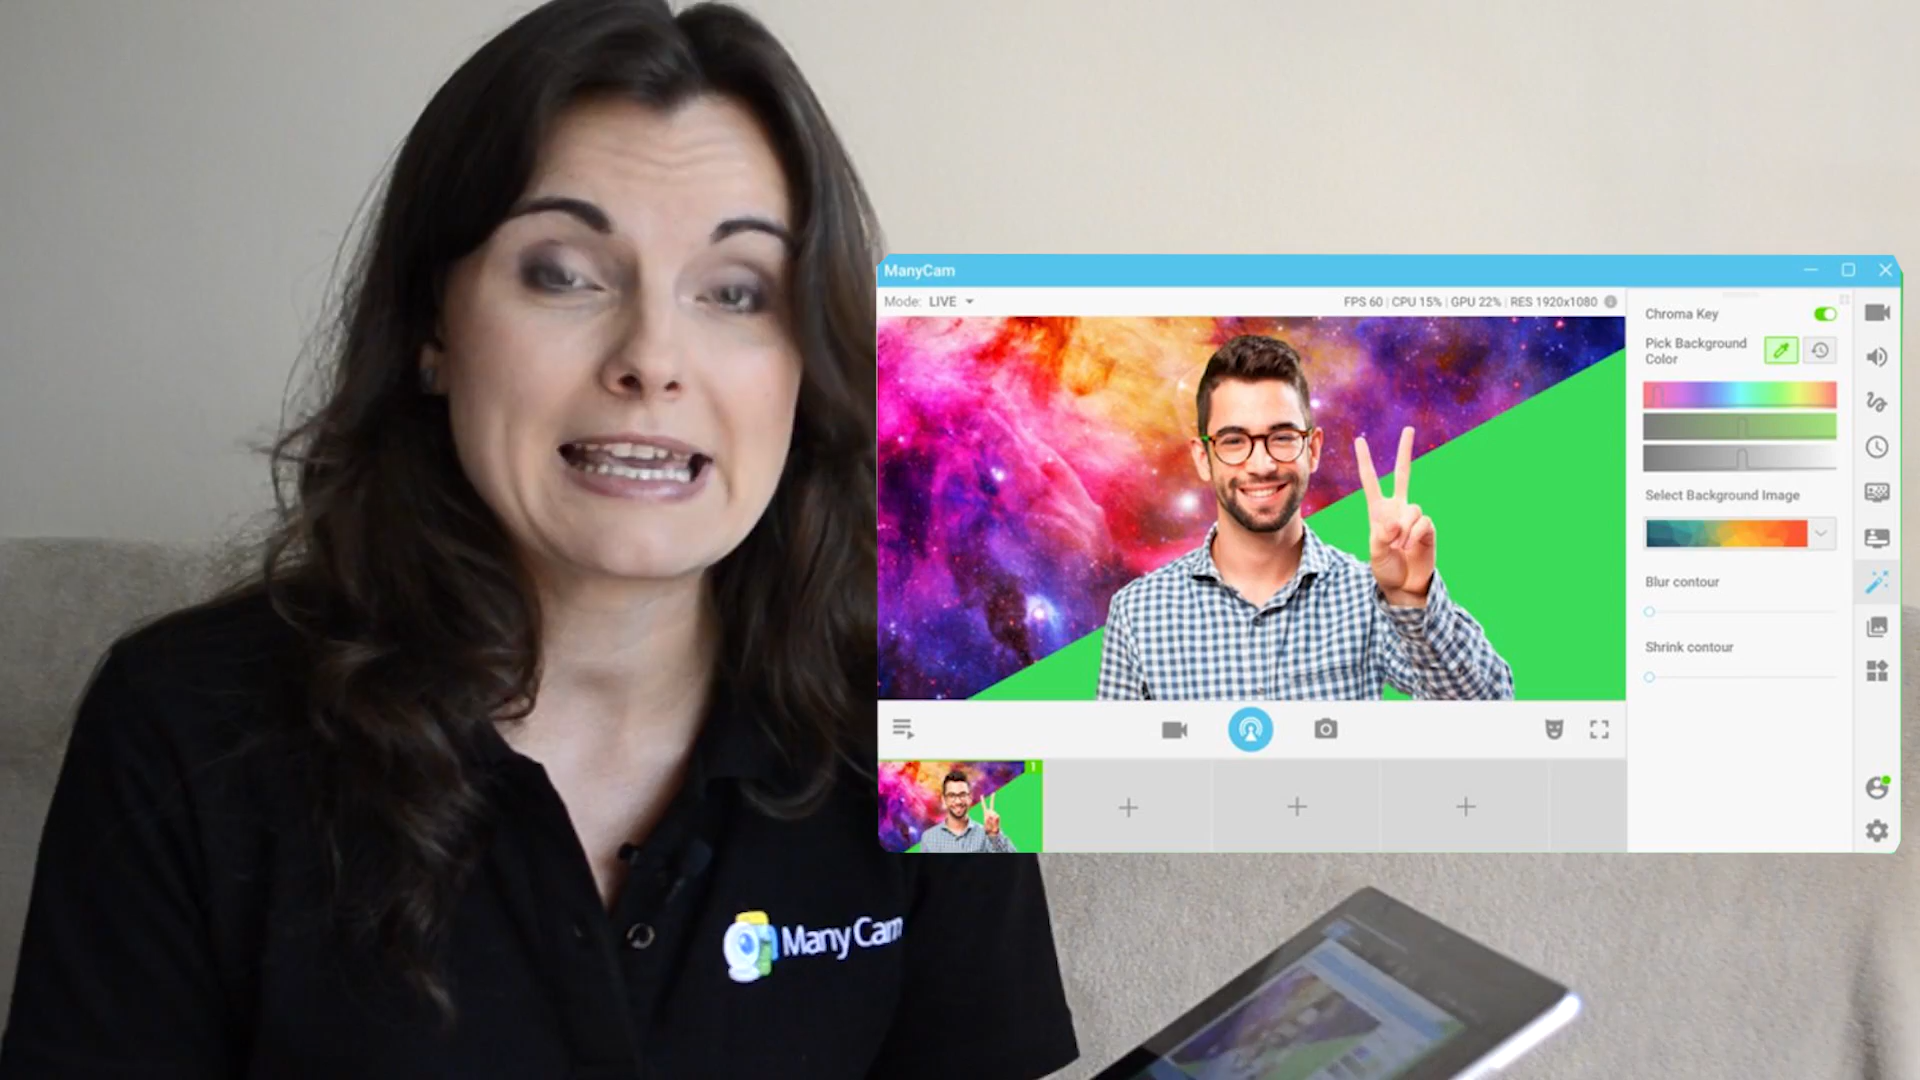 ManyCam
Mode: LIVE
FPS 60 | CPU 15% | GPU 22% | RES 1920x1080
Chroma Key
Pick Background
Color
Select Background Image
Blur contour
Shrink contour
1
ManyCam